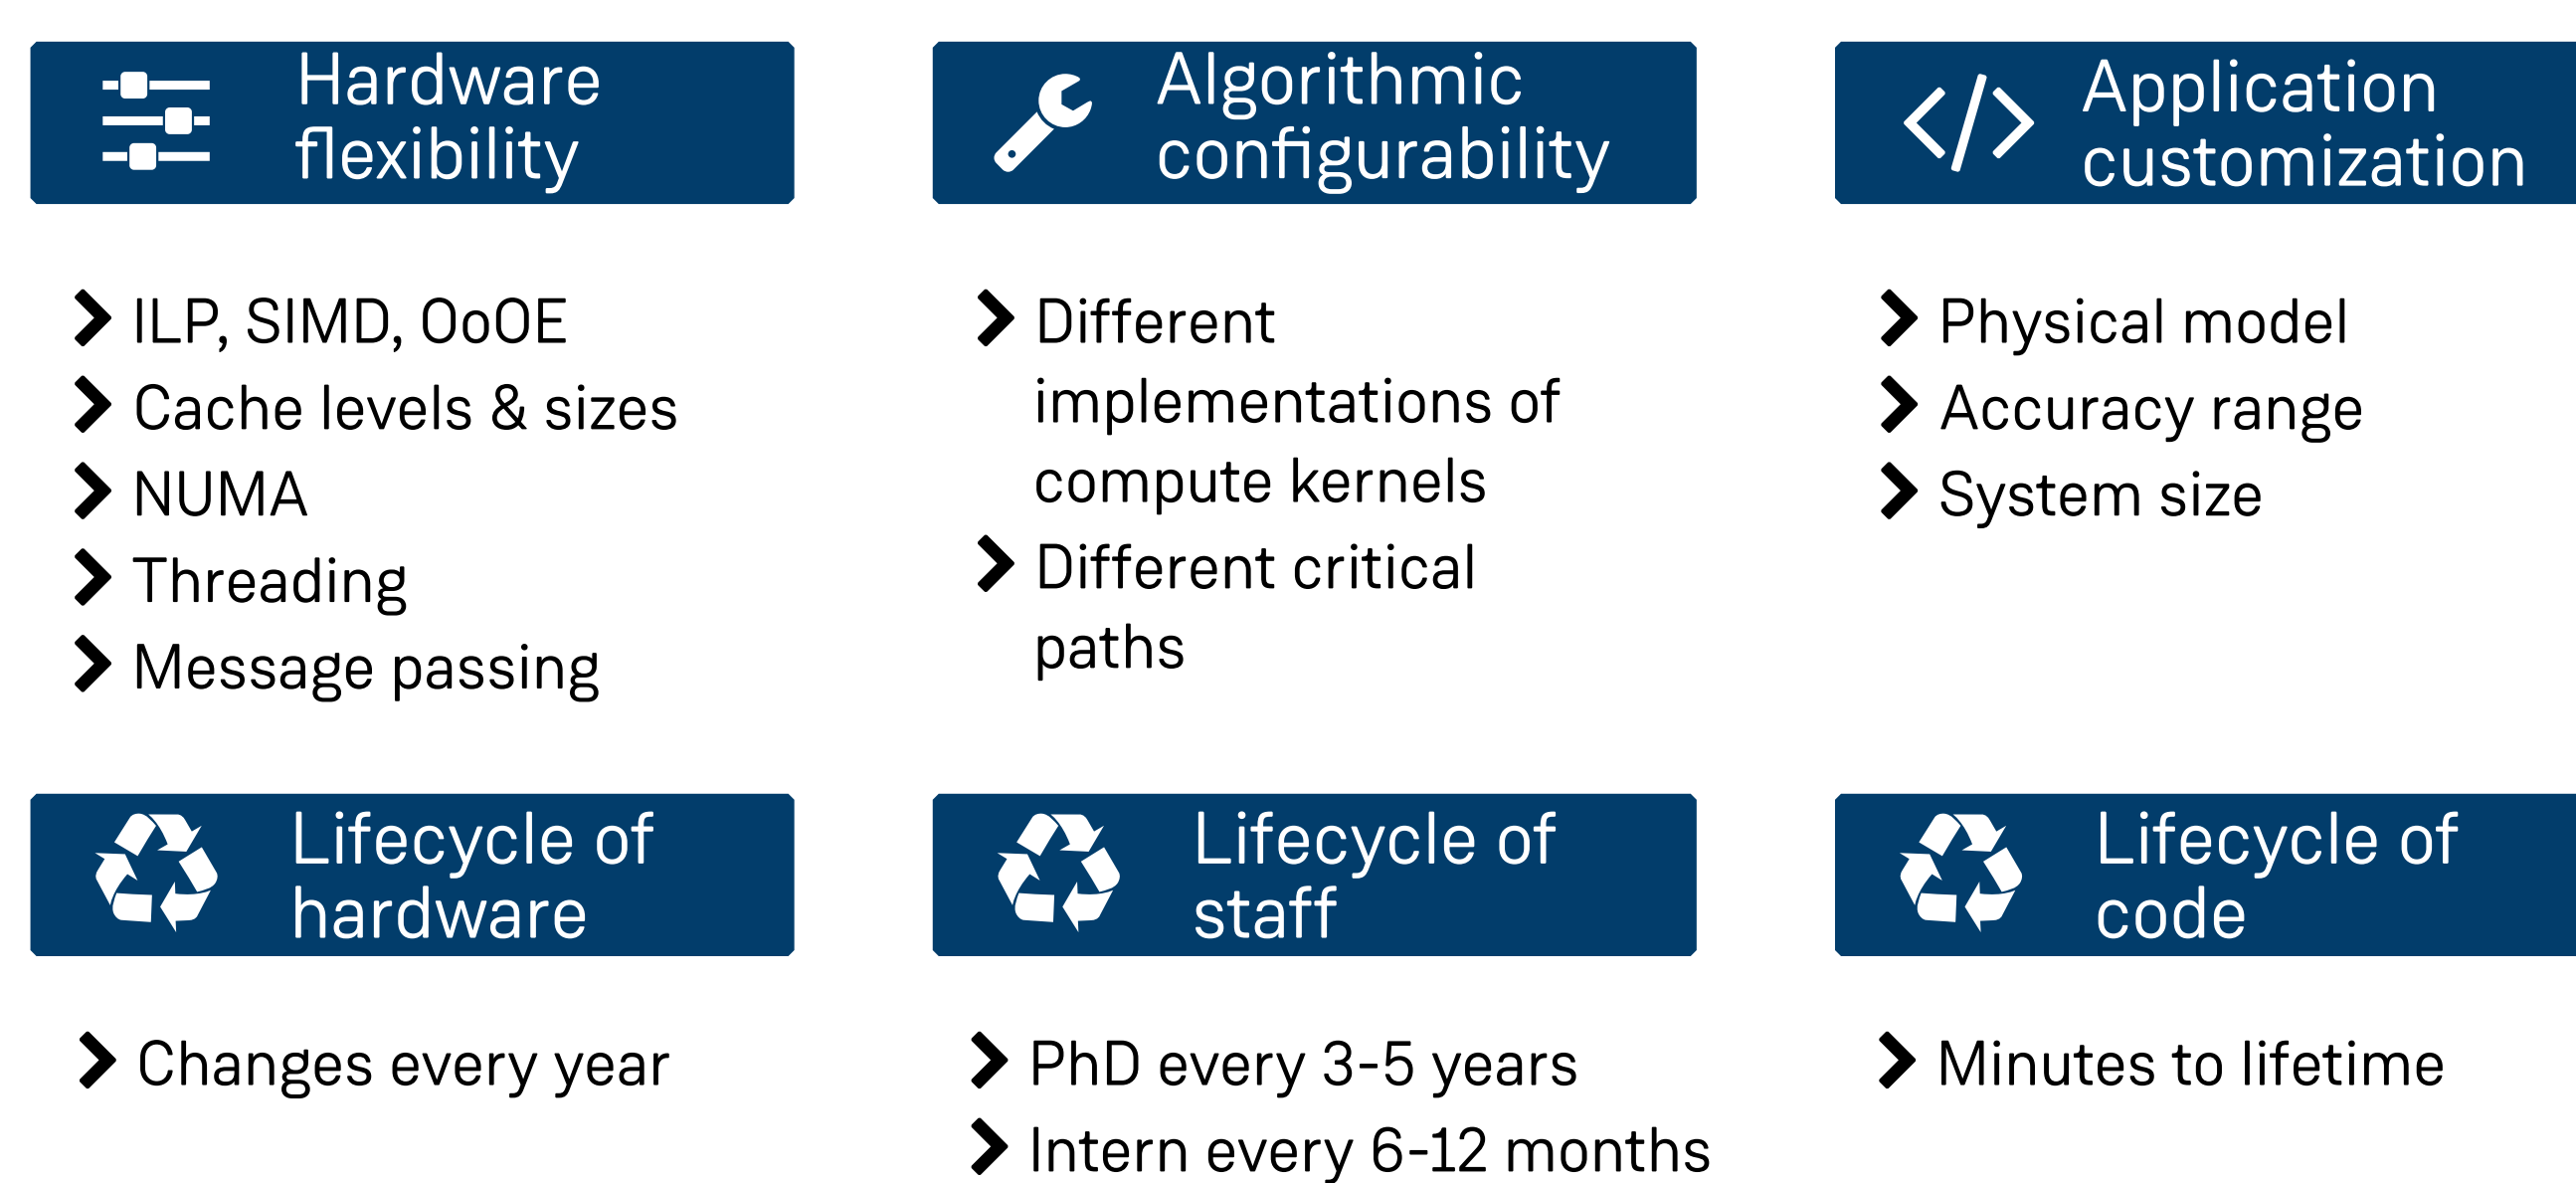 Hardware
flexibility
ILP, SIMD, OoOE
Cache levels & sizes
NUMA
Threading
Message passing
Algorithmic
configurability
Different
implementations of
compute kernels
Different critical
paths
Application
customization
Physical model
Accuracy range
System size
Lifecycle of
hardware
Changes every year
Lifecycle of
staff
PhD every 3-5 years
Intern every 6-12 months
Lifecycle of
code
Minutes to lifetime